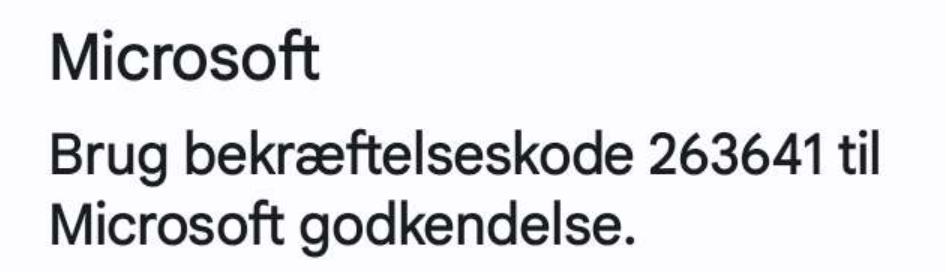 Microsoft
Brug bekræftelseskode 263641 til
Microsoft godkendelse.